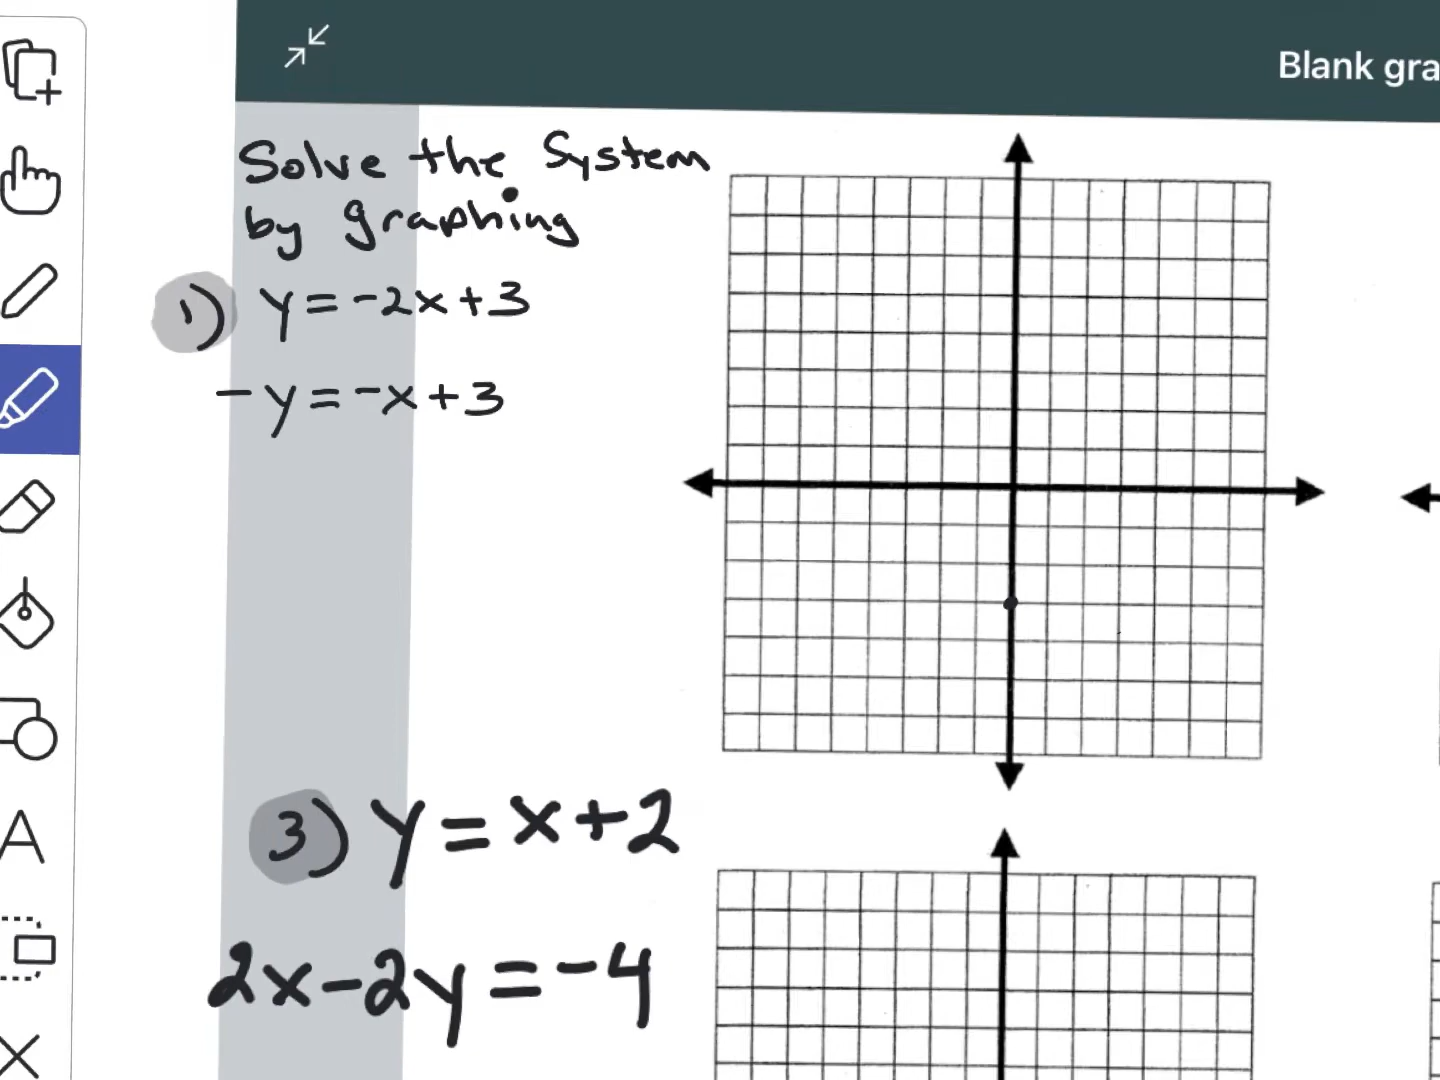 Blank gra
Solve the System
by graphing
1) y = -2x + 3
-y = -x + 3
3) y = x + 2
2x - 2y = -4
A